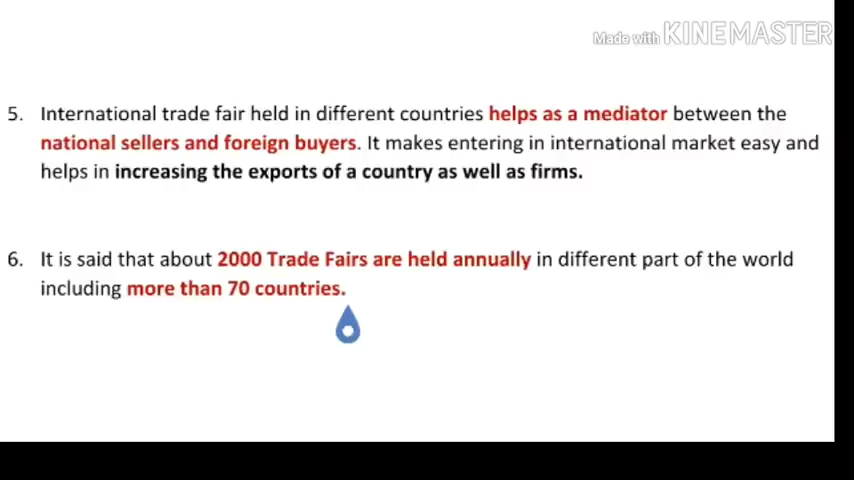 Made with KINEMASTER
5. International trade fair held in different countries helps as a mediator between the
national sellers and foreign buyers. It makes entering in international market easy and
helps in increasing the exports of a country as well as firms.
6. It is said that about 2000 Trade Fairs are held annually in different part of the world
including more than 70 countries.